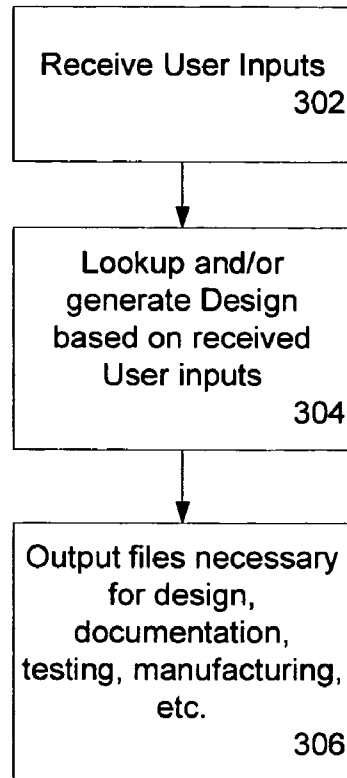 Receive User Inputs
302
Lookup and/or
generate Design
based on received
User inputs
304
Output files necessary
for design,
documentation,
testing, manufacturing,
etc.
306